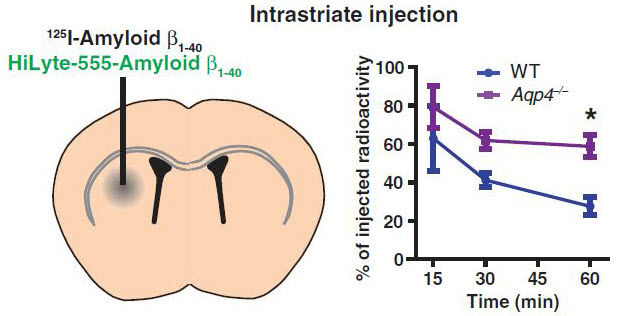 Intrastriate injection
¹²⁵I-Amyloid β₁₋₄₀
HiLyte-555-Amyloid β₁₋₄₀
% of injected radioactivity
100
80
60
40
20
0
WT
Aqp4⁻/⁻
*
15 30 45 60
Time (min)